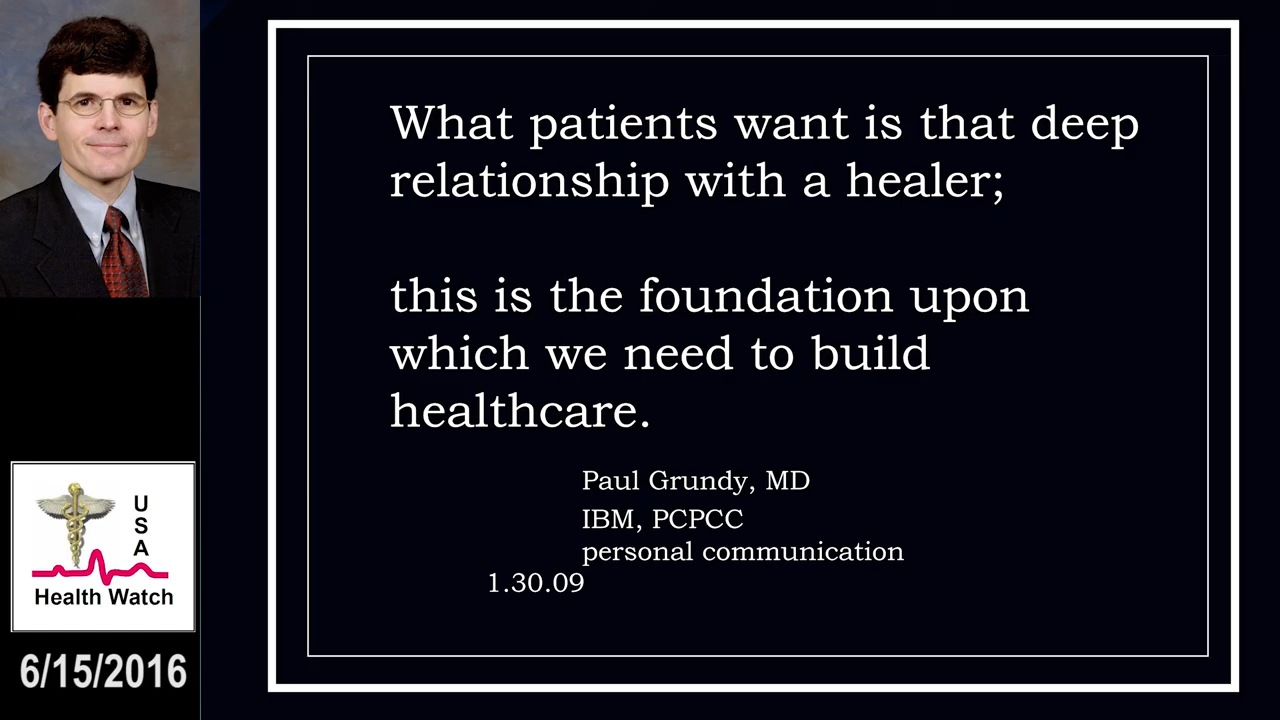 What patients want is that deep
relationship with a healer;
this is the foundation upon
which we need to build
healthcare.
Paul Grundy, MD
IBM, PCPCC
personal communication
1.30.09
USA
Health Watch
6/15/2016